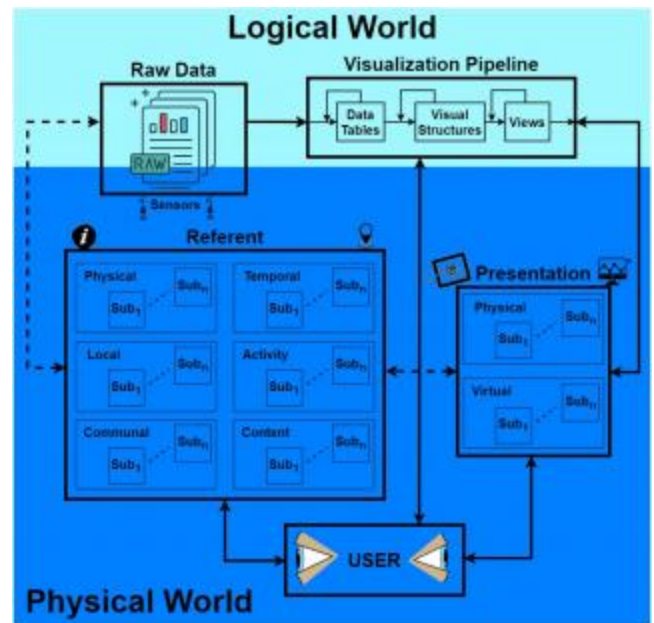 Logical World
Raw Data
Visualization Pipeline
RAW
Data
Tables
Visual
Structures
Views
Sensors
i
Referent
Presentation
Physical
Sub1
Subn
Temporal
Sub1
Subn
Local
Sub1
Subn
Activity
Sub1
Subn
Communal
Sub1
Subn
Content
Sub1
Subn
Physical
Sub1
Subn
Virtual
Sub1
Subn
USER
Physical World